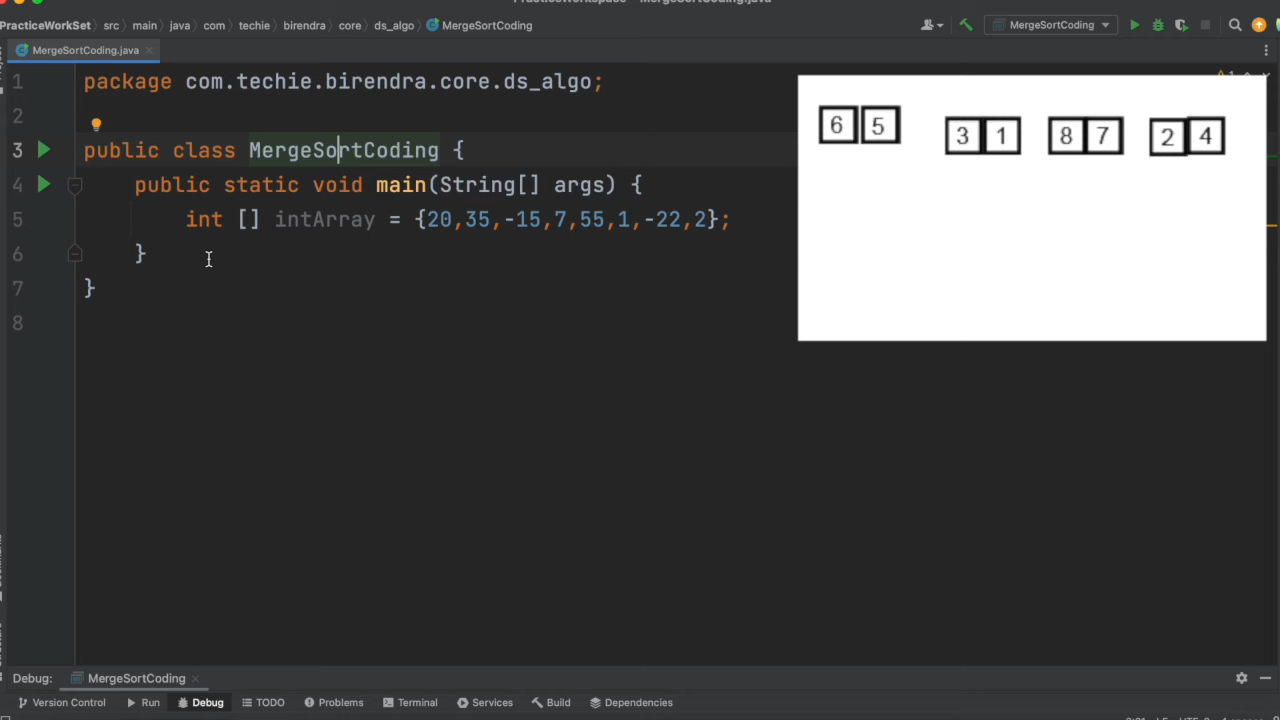 PracticeWorkSet src main java com techie birendra core ds_algo MergeSortCoding MergeSortCoding
MergeSortCoding.java
1 package com.techie.birendra.core.ds_algo;
2
3 public class MergeSortCoding {
4 public static void main(String[] args) {
5 int [] intArray = {20,35,-15,7,55,1,-22,2};
6 }
7 }
8
6 5 3 1 8 7 2 4
Debug: MergeSortCoding
Version Control Run Debug TODO Problems Terminal Services Build Dependencies